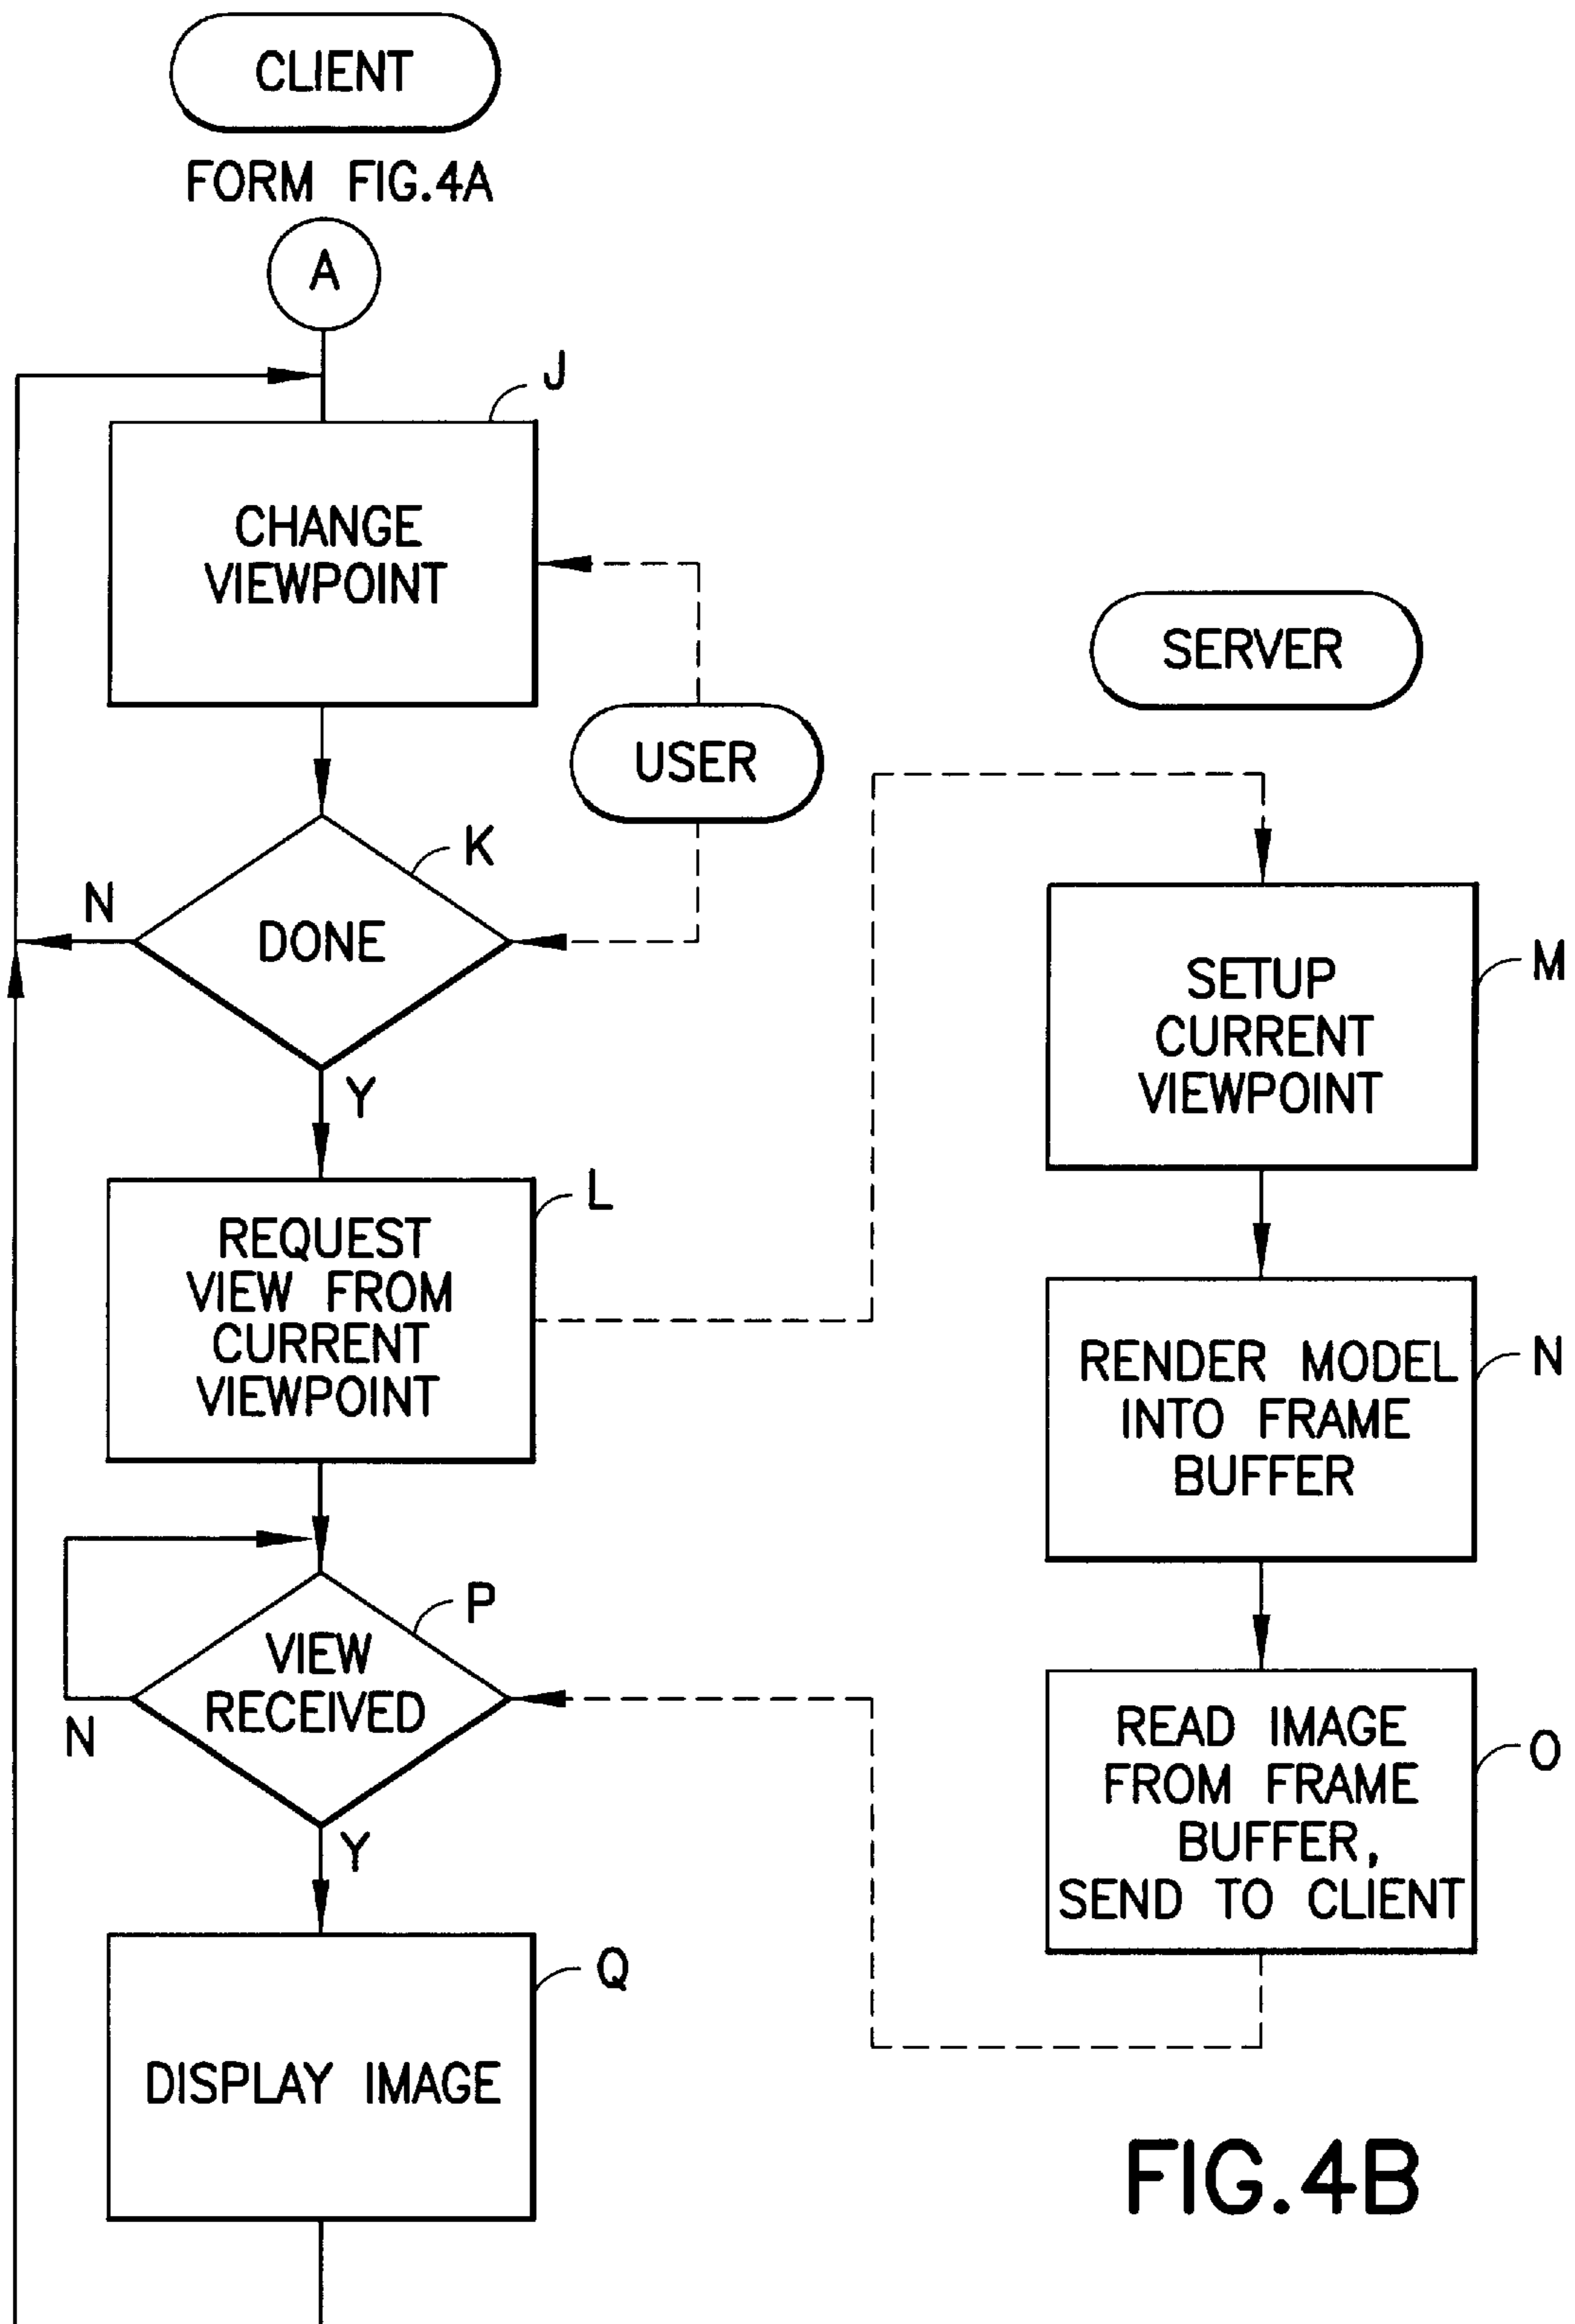 CLIENT
FORM FIG.4A
A
J
CHANGE
VIEWPOINT
USER
K
DONE
N
Y
L
REQUEST
VIEW FROM
CURRENT
VIEWPOINT
P
VIEW
RECEIVED
N
Y
Q
DISPLAY IMAGE
SERVER
M
SETUP
CURRENT
VIEWPOINT
N
RENDER MODEL
INTO FRAME
BUFFER
O
READ IMAGE
FROM FRAME
BUFFER,
SEND TO CLIENT
FIG.4B